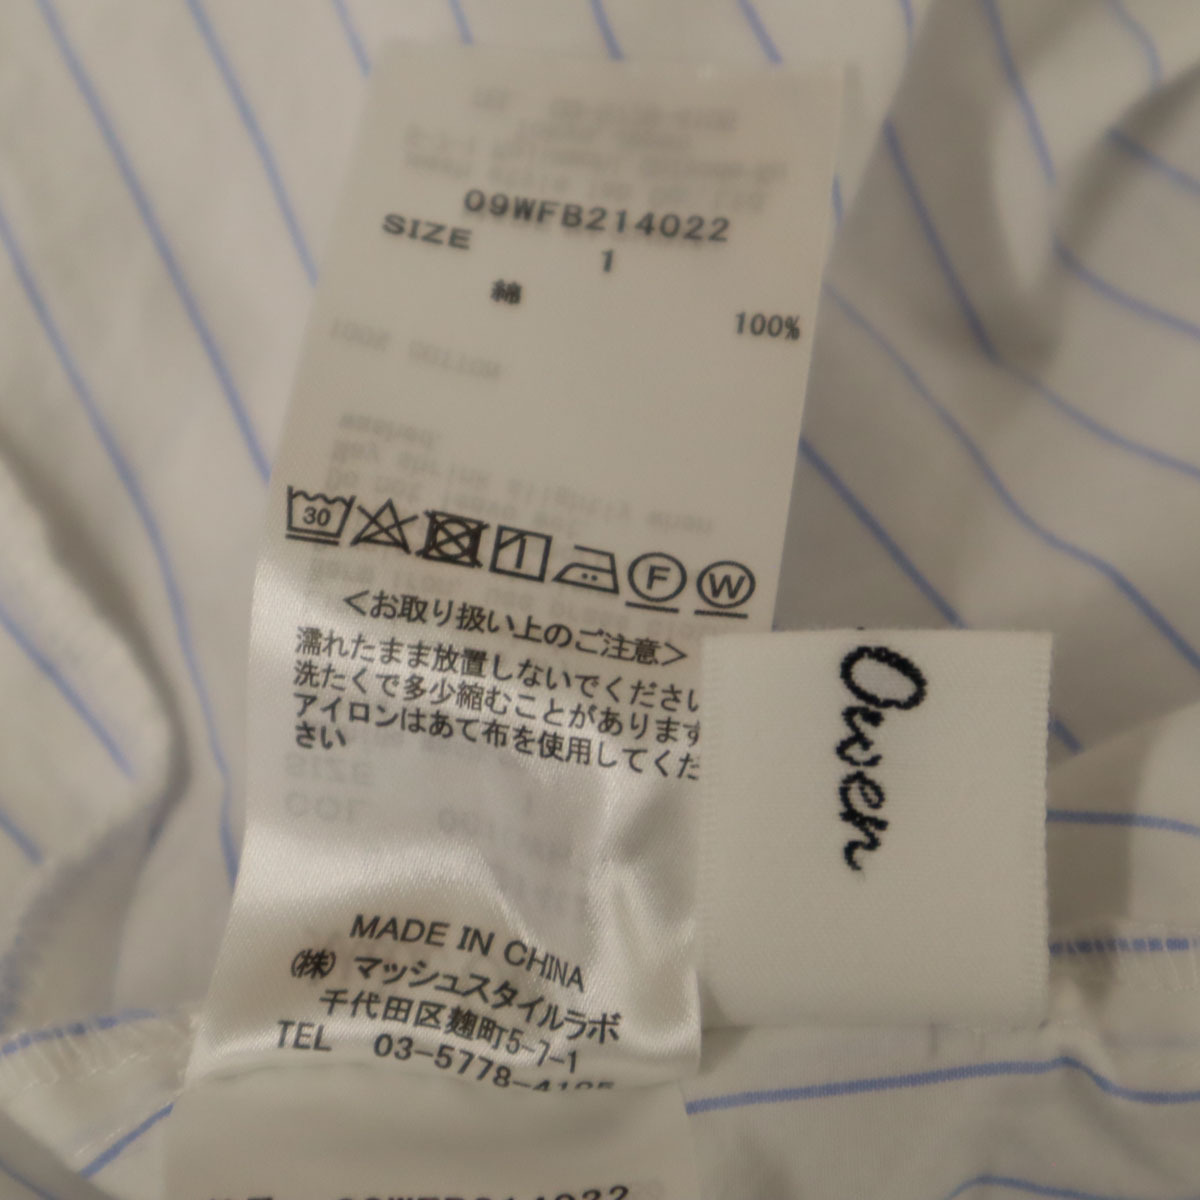 09WFB214022
SIZE 1
綿 100%
30
F W
<お取り扱い上のご注意>
濡れたまま放置しないでください
洗たくで多少縮むことがあります
アイロンはあて布を使用してくだ
さい
MADE IN CHINA
(株) マッシュスタイルラボ
千代田区麹町5-7-1
TEL 03-5778-
Owen